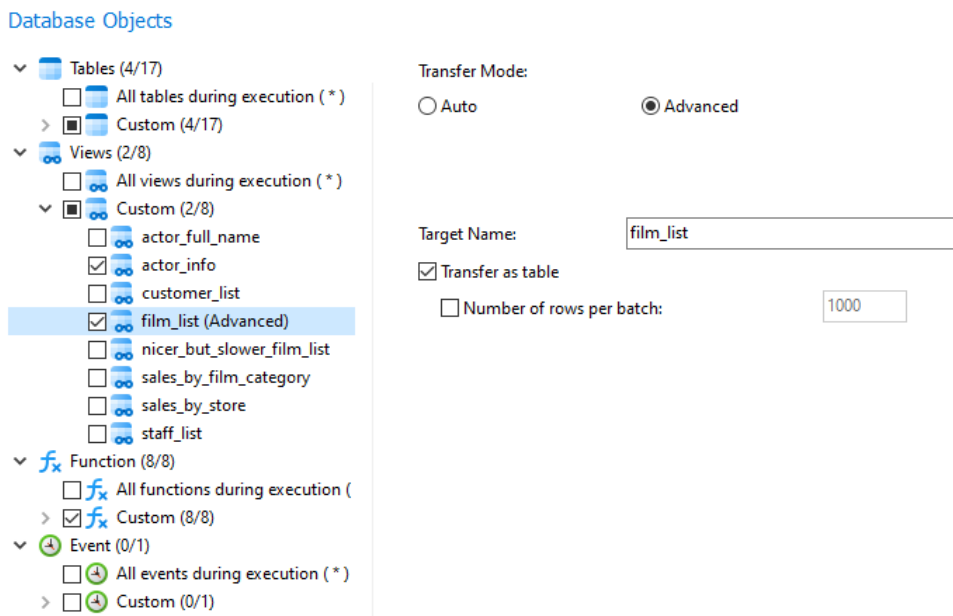 Database Objects
Tables (4/17)
All tables during execution ( * )
Custom (4/17)
Views (2/8)
All views during execution ( * )
Custom (2/8)
actor_full_name
actor_info
customer_list
film_list (Advanced)
nicer_but_slower_film_list
sales_by_film_category
sales_by_store
staff_list
Function (8/8)
All functions during execution (
Custom (8/8)
Event (0/1)
All events during execution ( * )
Custom (0/1)
Transfer Mode:
Auto Advanced
Target Name: film_list
Transfer as table
Number of rows per batch: 1000